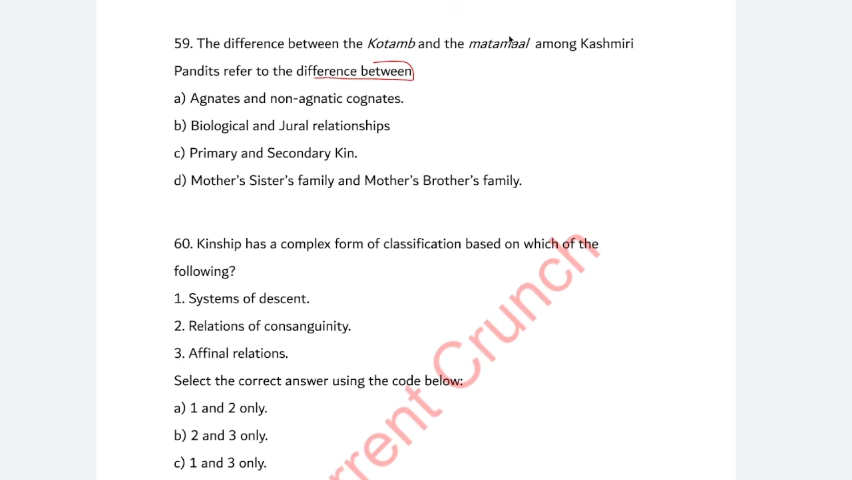 59. The difference between the Kotamb and the matamaal among Kashmiri
Pandits refer to the difference between
a) Agnates and non-agnatic cognates.
b) Biological and Jural relationships
c) Primary and Secondary Kin.
d) Mother's Sister's family and Mother's Brother's family.
60. Kinship has a complex form of classification based on which of the
following?
1. Systems of descent.
2. Relations of consanguinity.
3. Affinal relations.
Select the correct answer using the code below:
a) 1 and 2 only.
b) 2 and 3 only.
c) 1 and 3 only.
rrent Crunch